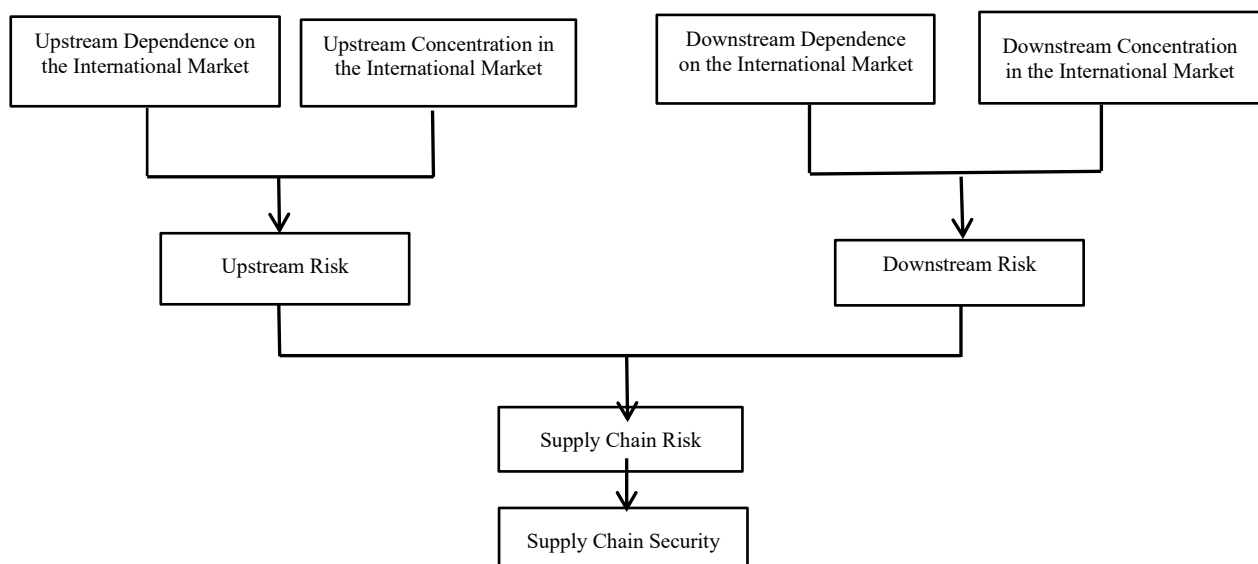 Upstream Dependence on
the International Market
Upstream Concentration in
the International Market
Downstream Dependence
on the International Market
Downstream Concentration
in the International Market
Upstream Risk
Downstream Risk
Supply Chain Risk
Supply Chain Security